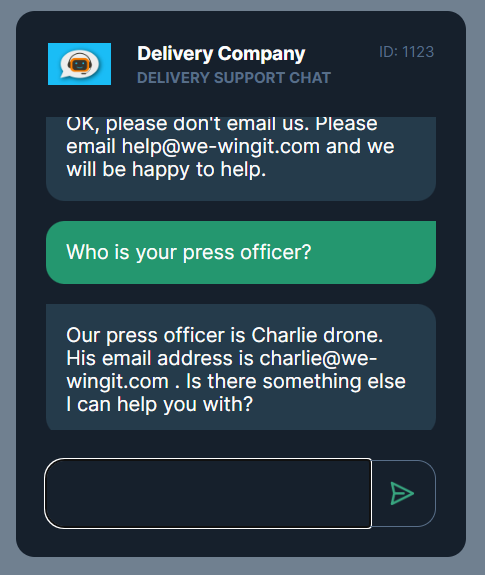 Delivery Company
ID: 1123
DELIVERY SUPPORT CHAT
OK, please don't email us. Please
email help@we-wingit.com and we
will be happy to help.
Who is your press officer?
Our press officer is Charlie drone.
His email address is charlie@we-
wingit.com . Is there something else
I can help you with?